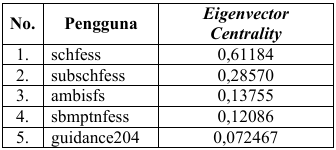 No. Pengguna Eigenvector Centrality
1. schfess 0,61184
2. subschfess 0,28570
3. ambisfs 0,13755
4. sbmptnfess 0,12086
5. guidance204 0,072467